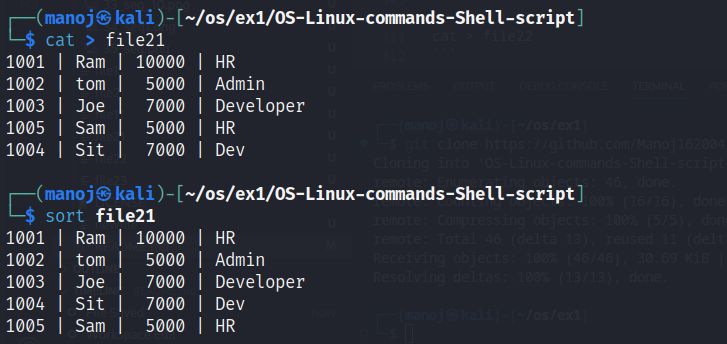 ┌──(manoj㉿kali)-[~/os/ex1/OS-Linux-commands-Shell-script]
└─$ cat > file21
1001 | Ram | 10000 | HR
1002 | tom |  5000 | Admin
1003 | Joe |  7000 | Developer
1005 | Sam |  5000 | HR
1004 | Sit |  7000 | Dev
┌──(manoj㉿kali)-[~/os/ex1/OS-Linux-commands-Shell-script]
└─$ sort file21
1001 | Ram | 10000 | HR
1002 | tom |  5000 | Admin
1003 | Joe |  7000 | Developer
1004 | Sit |  7000 | Dev
1005 | Sam |  5000 | HR